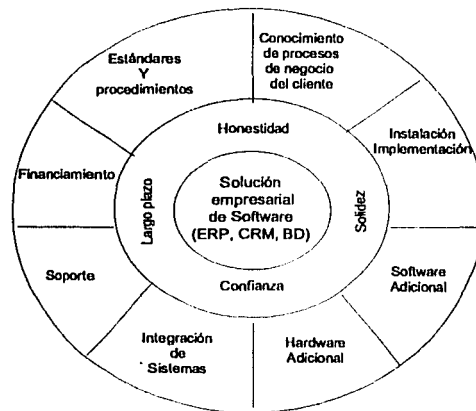 Estándares
Y
procedimientos
Conocimiento
de procesos
de negocio
del cliente
Honestidad
Instalación
Implementación
Financiamiento
Largo plazo
Solución
empresarial
de Software
(ERP, CRM, BD)
Solidez
Soporte
Confianza
Software
Adicional
Integración
de
Sistemas
Hardware
Adicional